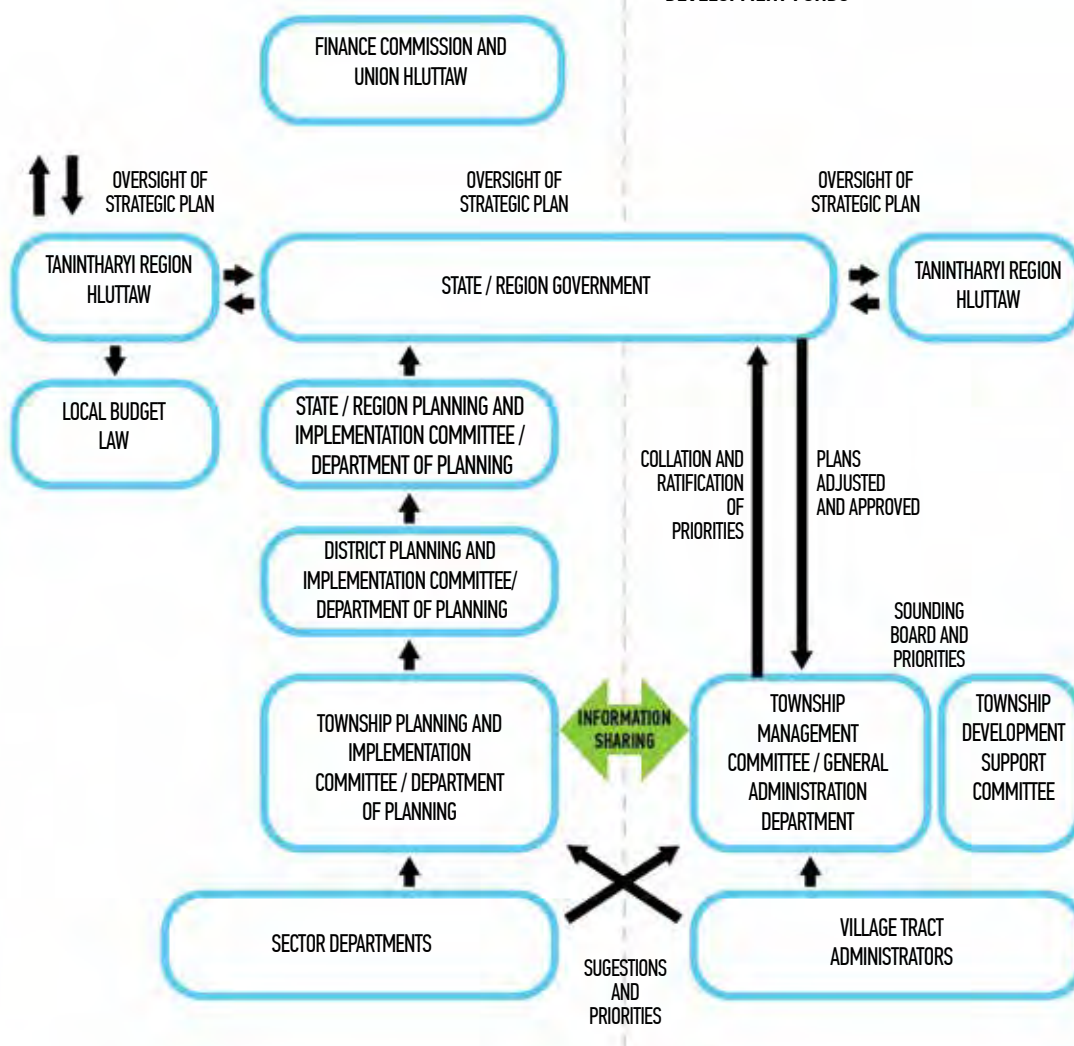 FINANCE COMMISSION AND
UNION HLUTTAW
OVERSIGHT OF
STRATEGIC PLAN
OVERSIGHT OF
STRATEGIC PLAN
OVERSIGHT OF
STRATEGIC PLAN
TANINTHARYI REGION
HLUTTAW
STATE / REGION GOVERNMENT
TANINTHARYI REGION
HLUTTAW
LOCAL BUDGET
LAW
STATE / REGION PLANNING AND
IMPLEMENTATION COMMITTEE /
DEPARTMENT OF PLANNING
COLLATION AND
RATIFICATION
OF
PRIORITIES
PLANS
ADJUSTED
AND APPROVED
DISTRICT PLANNING AND
IMPLEMENTATION COMMITTEE/
DEPARTMENT OF PLANNING
SOUNDING
BOARD AND
PRIORITIES
TOWNSHIP PLANNING AND
IMPLEMENTATION
COMMITTEE / DEPARTMENT
OF PLANNING
INFORMATION
SHARING
TOWNSHIP
MANAGEMENT
COMMITTEE / GENERAL
ADMINISTRATION
DEPARTMENT
TOWNSHIP
DEVELOPMENT
SUPPORT
COMMITTEE
SECTOR DEPARTMENTS
SUGESTIONS
AND
PRIORITIES
VILLAGE TRACT
ADMINISTRATORS